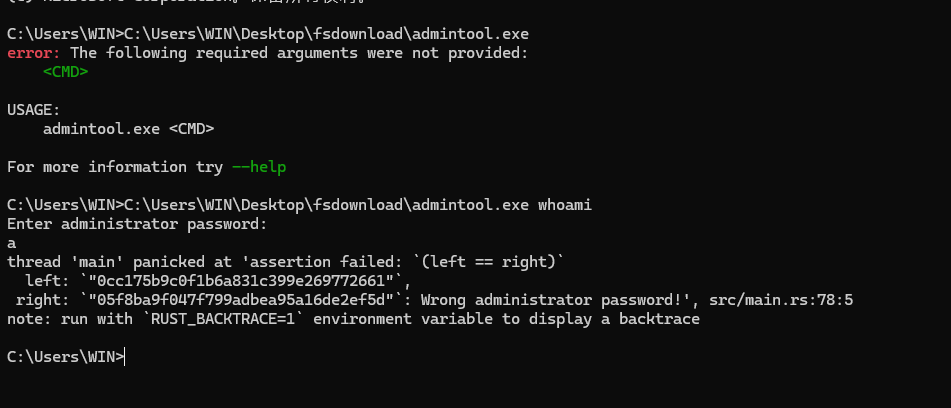 C:\Users\WIN>C:\Users\WIN\Desktop\fsdownload\admintool.exe
error: The following required arguments were not provided:
    <CMD>
USAGE:
    admintool.exe <CMD>
For more information try --help
C:\Users\WIN>C:\Users\WIN\Desktop\fsdownload\admintool.exe whoami
Enter administrator password:
a
thread 'main' panicked at 'assertion failed: `(left == right)`
  left: `"0cc175b9c0f1b6a831c399e269772661"`,
 right: `"05f8ba9f047f799adbea95a16de2ef5d"`: Wrong administrator password!', src/main.rs:78:5
note: run with `RUST_BACKTRACE=1` environment variable to display a backtrace
C:\Users\WIN>